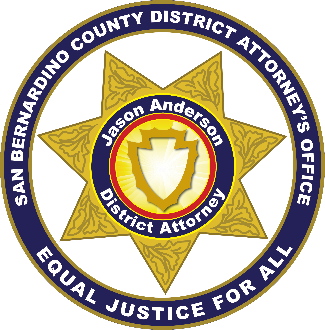 SAN BERNARDINO COUNTY DISTRICT ATTORNEY'S OFFICE
Jason Anderson
District Attorney
EQUAL JUSTICE FOR ALL